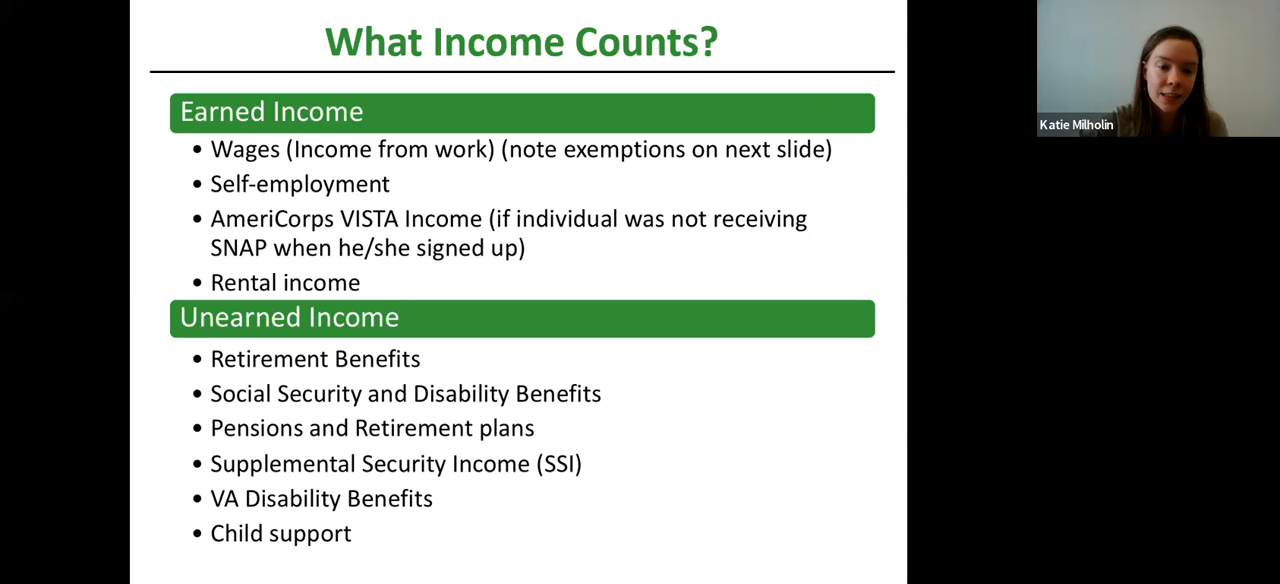 What Income Counts?
Earned Income
• Wages (Income from work) (note exemptions on next slide)
• Self-employment
• AmeriCorps VISTA Income (if individual was not receiving
SNAP when he/she signed up)
• Rental income
Unearned Income
• Retirement Benefits
• Social Security and Disability Benefits
• Pensions and Retirement plans
• Supplemental Security Income (SSI)
• VA Disability Benefits
• Child support
Katie Milholin